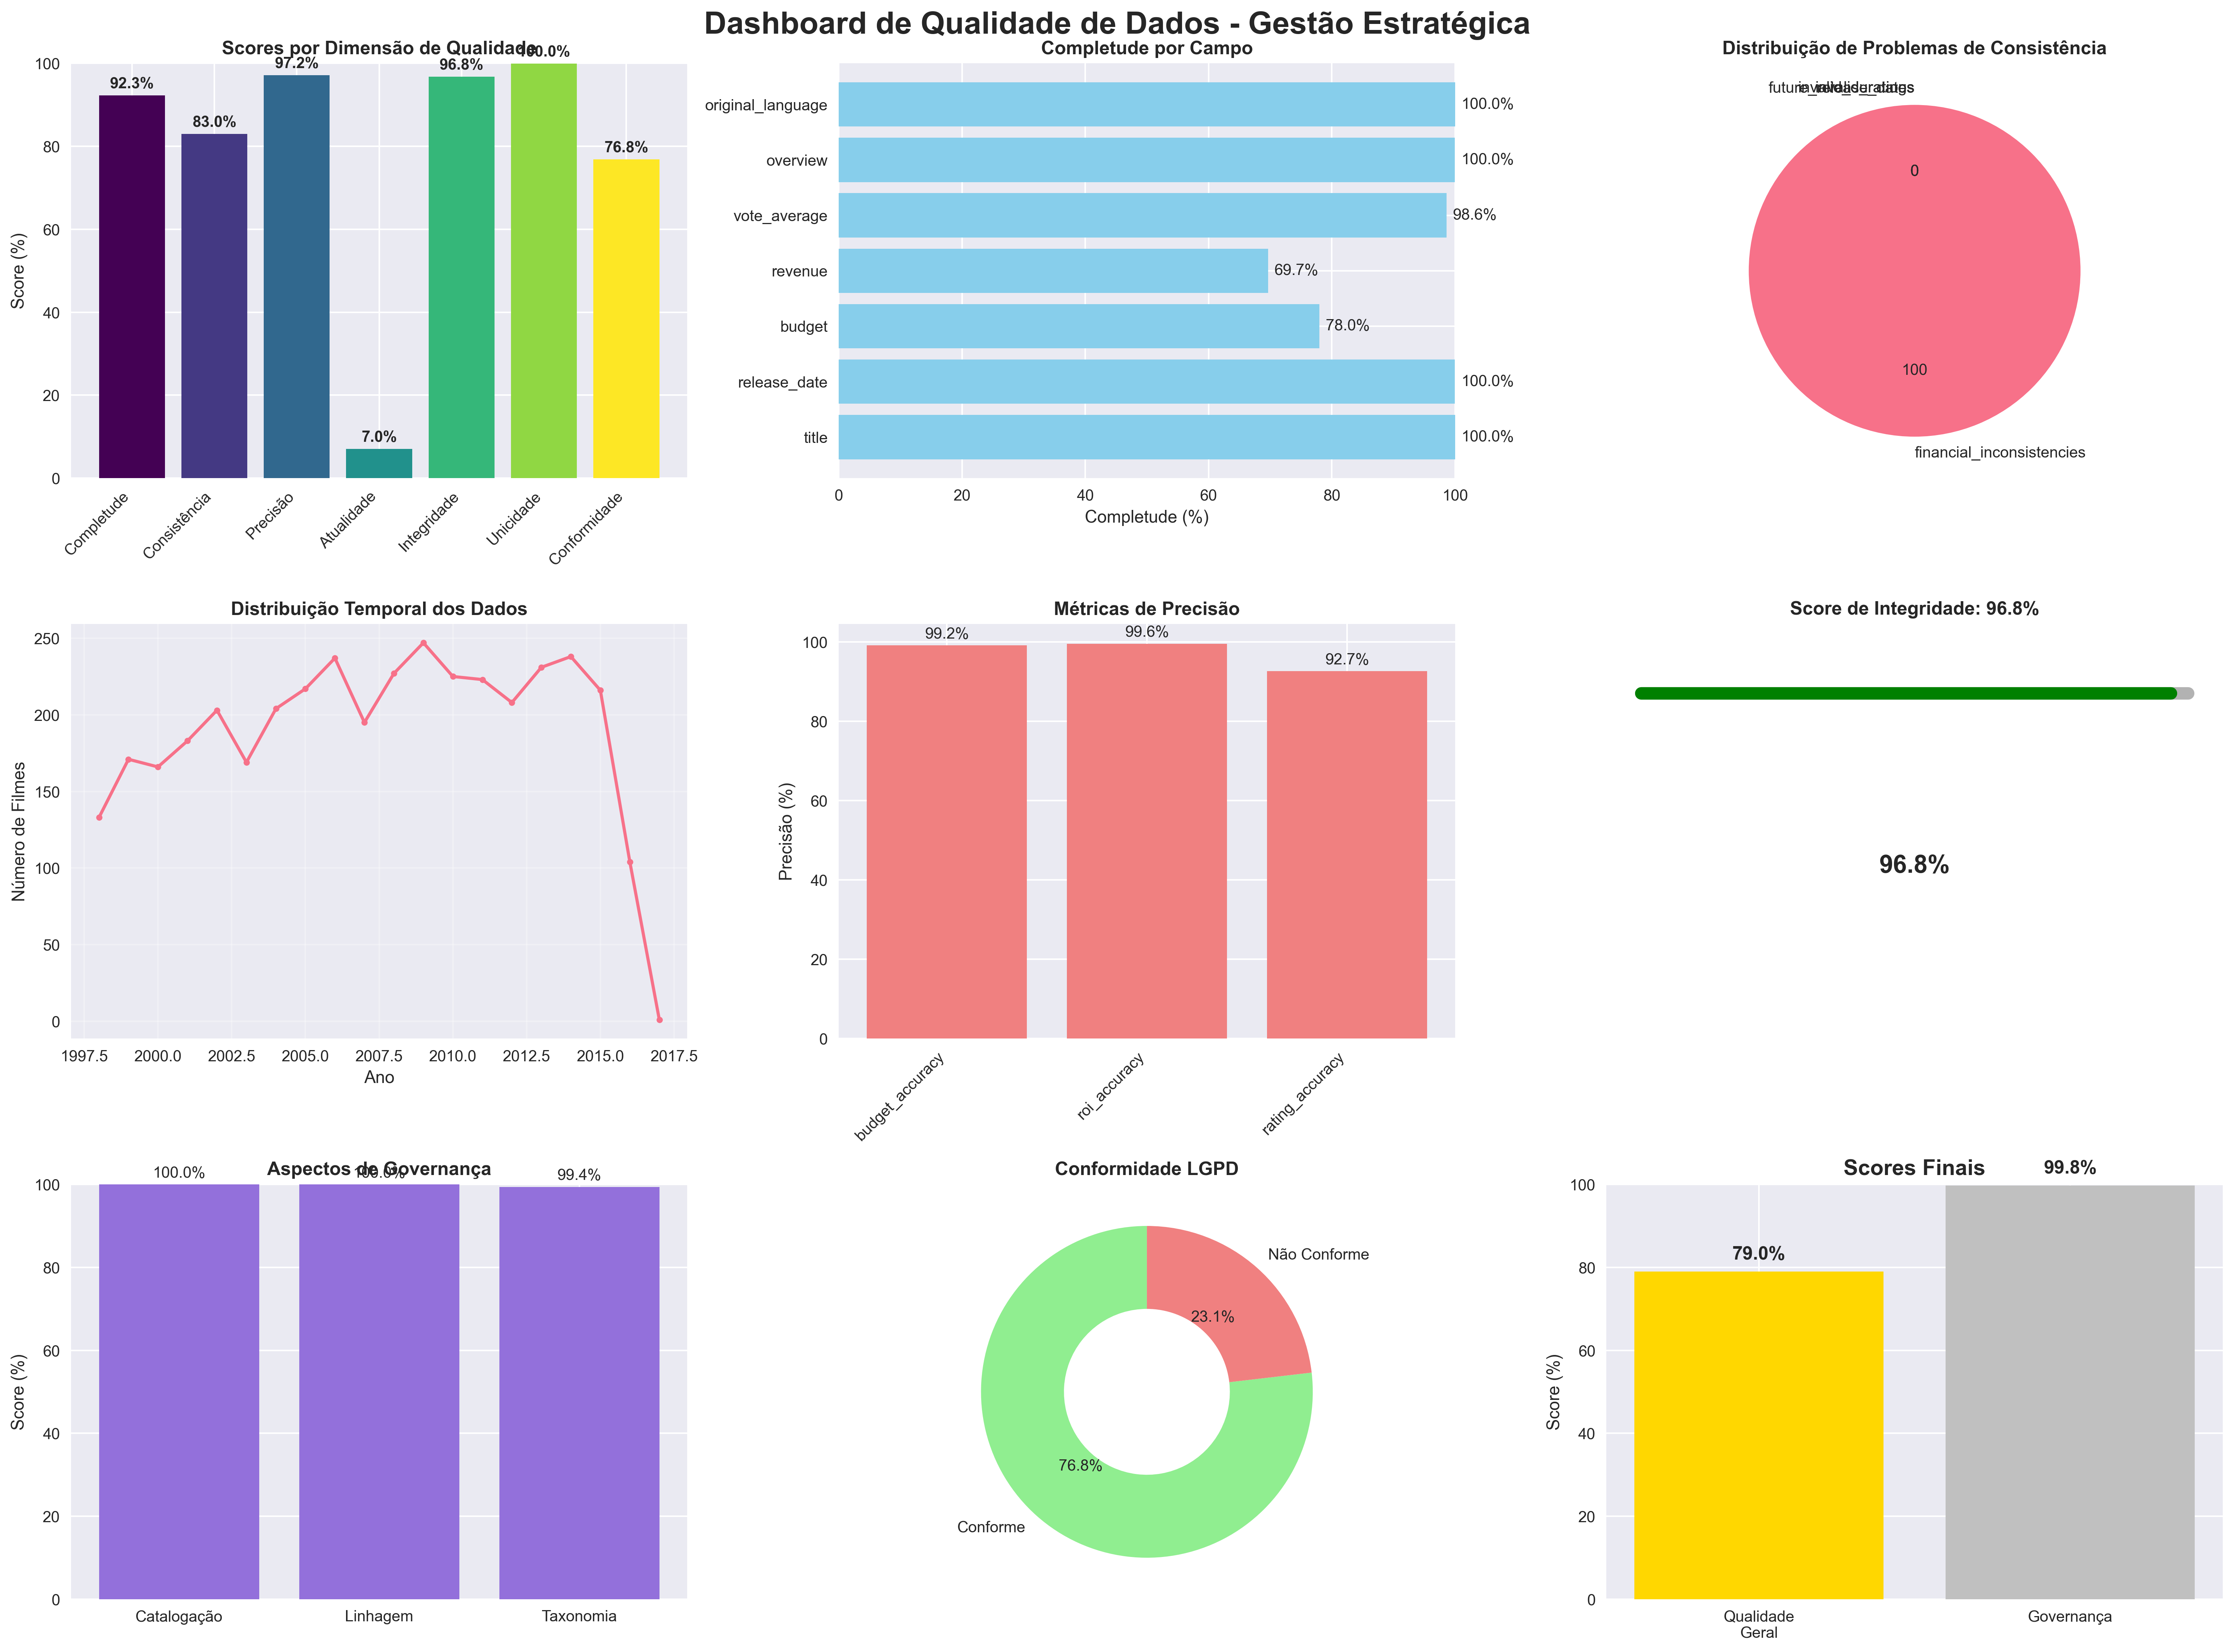 Dashboard de Qualidade de Dados - Gestão Estratégica
Scores por Dimensão de Qualidade
Score (%)
100
80
60
40
20
0
92.3%
83.0%
97.2%
7.0%
96.8%
100.0%
76.8%
Completude
Consistência
Precisão
Atualidade
Integridade
Unicidade
Conformidade
Completude por Campo
original_language
100.0%
overview
100.0%
vote_average
98.6%
revenue
69.7%
budget
78.0%
release_date
100.0%
title
100.0%
0 20 40 60 80 100
Completude (%)
Distribuição de Problemas de Consistência
0
100
financial_inconsistencies
Distribuição Temporal dos Dados
Número de Filmes
250
200
150
100
50
0
1997.5 2000.0 2002.5 2005.0 2007.5 2010.0 2012.5 2015.0 2017.5
Ano
Métricas de Precisão
Precisão (%)
100
80
60
40
20
0
99.2%
99.6%
92.7%
budget_accuracy
roi_accuracy
rating_accuracy
Score de Integridade: 96.8%
96.8%
Aspectos de Governança
Score (%)
100
80
60
40
20
0
100.0%
100.0%
99.4%
Catalogação
Linhagem
Taxonomia
Conformidade LGPD
Não Conforme
23.1%
76.8%
Conforme
Scores Finais
Score (%)
100
80
60
40
20
0
79.0%
99.8%
Qualidade
Geral
Governança